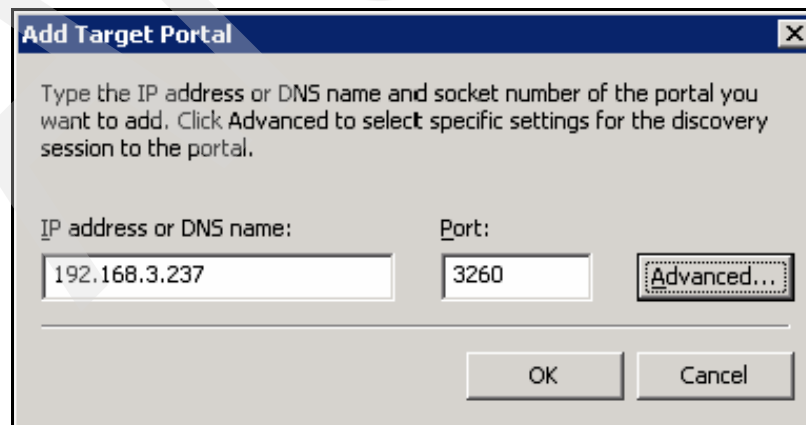 Add Target Portal
Type the IP address or DNS name and socket number of the portal you
want to add. Click Advanced to select specific settings for the discovery
session to the portal.
IP address or DNS name: Port:
192.168.3.237 3260 Advanced...
OK Cancel